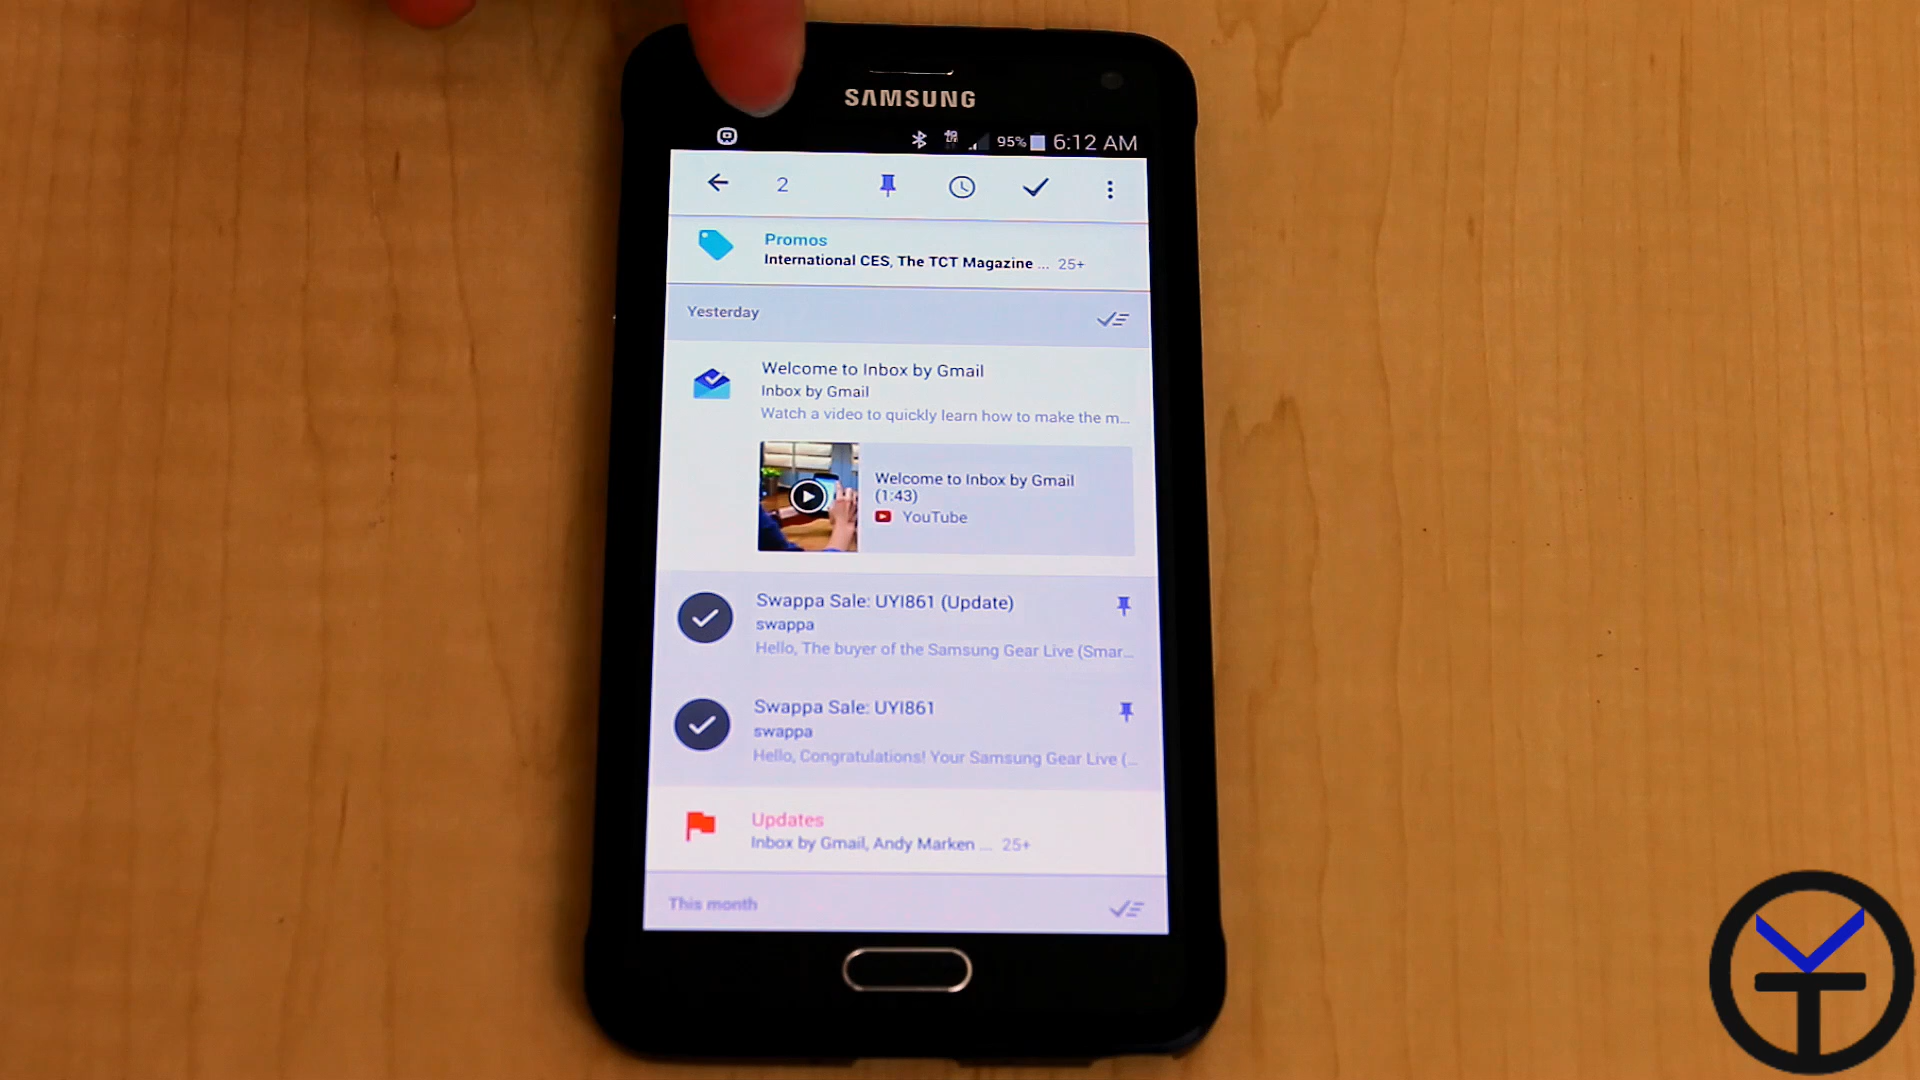 SAMSUNG
95% 6:12 AM
2
Promos
International CES, The TCT Magazine ... 25+
Yesterday
Welcome to Inbox by Gmail
Inbox by Gmail
Watch a video to quickly learn how to make the m...
Welcome to Inbox by Gmail
(1:43)
YouTube
Swappa Sale: UYI861 (Update)
swappa
Hello, The buyer of the Samsung Gear Live (Smar...
Swappa Sale: UYI861
swappa
Hello, Congratulations! Your Samsung Gear Live (...
Updates
Inbox by Gmail, Andy Marken ... 25+
This month